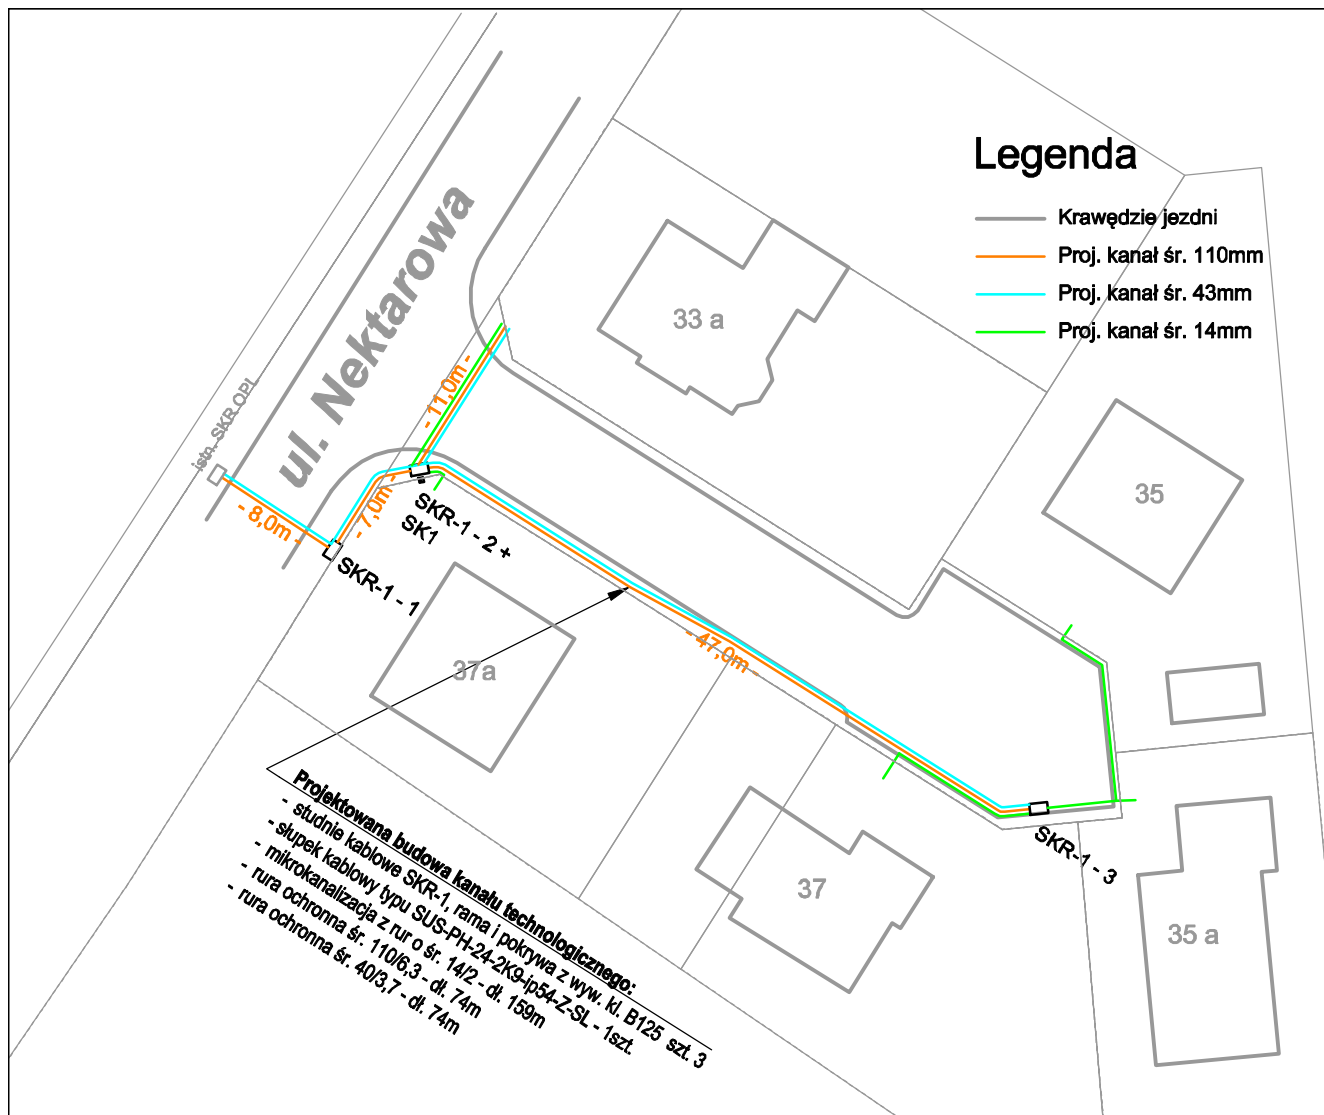 Legenda
Krawędzie jezdni
Proj. kanał śr. 110mm
Proj. kanał śr. 43mm
Proj. kanał śr. 14mm
ul. Nektarowa
istn. SKR OPL
33 a
35
- 11,0m -
- 8,0m -
- 7,0m -
SKR-1 - 2 +
SK1
SKR-1 - 1
37a
- 47,0m -
37
SKR-1 - 3
35 a
Projektowana budowa kanału technologicznego:
- studnie kablowe SKR-1, rama i pokrywa z wyw. kl. B125 szt. 3
- słupek kablowy typu SUS-PH-24-2K9-ip54-Z-SL - 1szt.
- mikrokanalizacja z rur o śr. 14/2 - dł. 159m
- rura ochronna śr. 110/6,3 - dł. 74m
- rura ochronna śr. 40/3,7 - dł. 74m